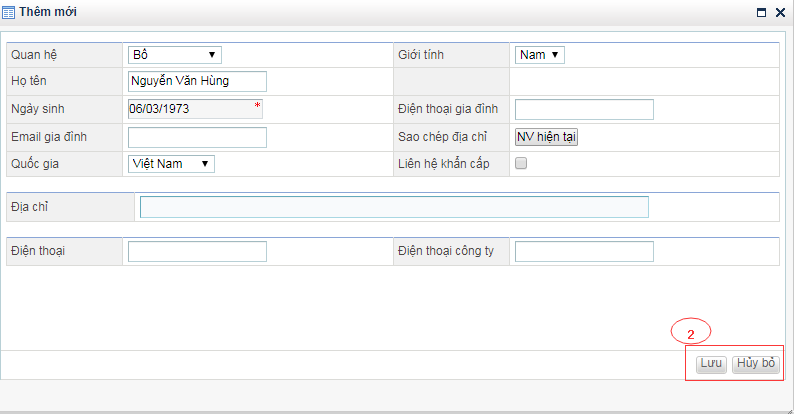 Thêm mới
Quan hệ Bố Giới tính Nam
Họ tên Nguyễn Văn Hùng
Ngày sinh 06/03/1973 * Điện thoại gia đình
Email gia đình Sao chép địa chỉ NV hiện tại
Quốc gia Việt Nam Liên hệ khẩn cấp
Địa chỉ
Điện thoại Điện thoại công ty
2
Lưu Hủy bỏ